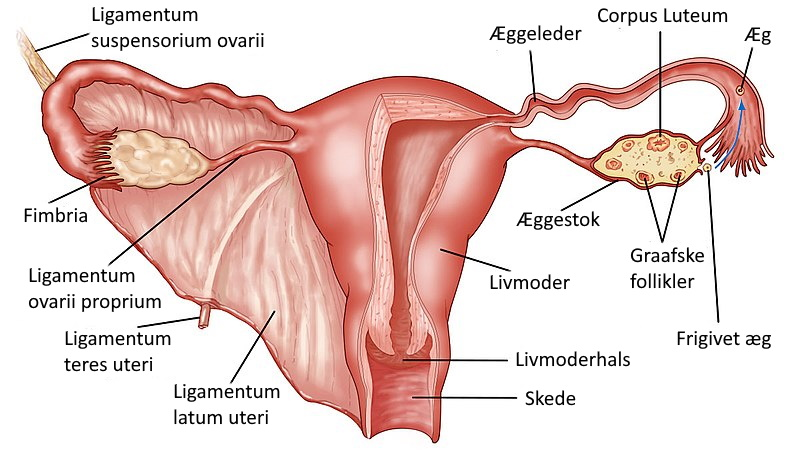 Ligamentum
suspensorium ovarii
Æggeleder
Corpus Luteum
Æg
Fimbria
Æggestok
Ligamentum
ovarii proprium
Livmoder
Graafske
follikler
Ligamentum
teres uteri
Frigivet æg
Livmoderhals
Ligamentum
latum uteri
Skede